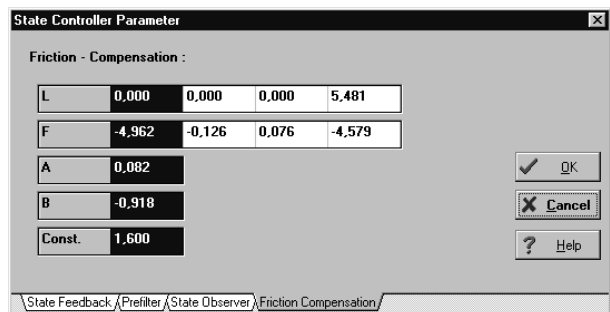 State Controller Parameter
Friction - Compensation :
L 0,000 0,000 0,000 5,481
F -4,962 -0,126 0,076 -4,579
A 0,082
B -0,918
Const. 1,600
OK
Cancel
Help
State Feedback Prefilter State Observer Friction Compensation